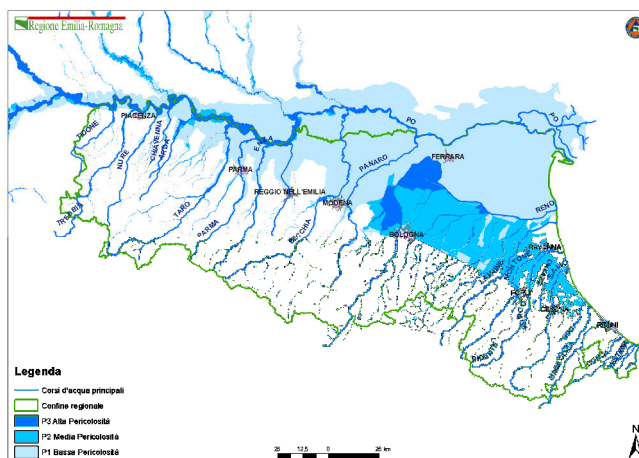 Regione Emilia-Romagna
PIACENZA
TIDONE
NURE
CHIAVENNA
ARDA
TREBBIA
TARO
PARMA
PARMA
ENZA
REGGIO NELL'EMILIA
SECCHIA
MODENA
PANARO
PO
PO
FERRARA
BOLOGNA
RENO
RAVENNA
MONTONE
RIMINI
Legenda
Corsi d'acqua principali
Confine regionale
P3 Alta Pericolosità
P2 Media Pericolosità
P1 Bassa Pericolosità
25 12,5 0 25 km
N